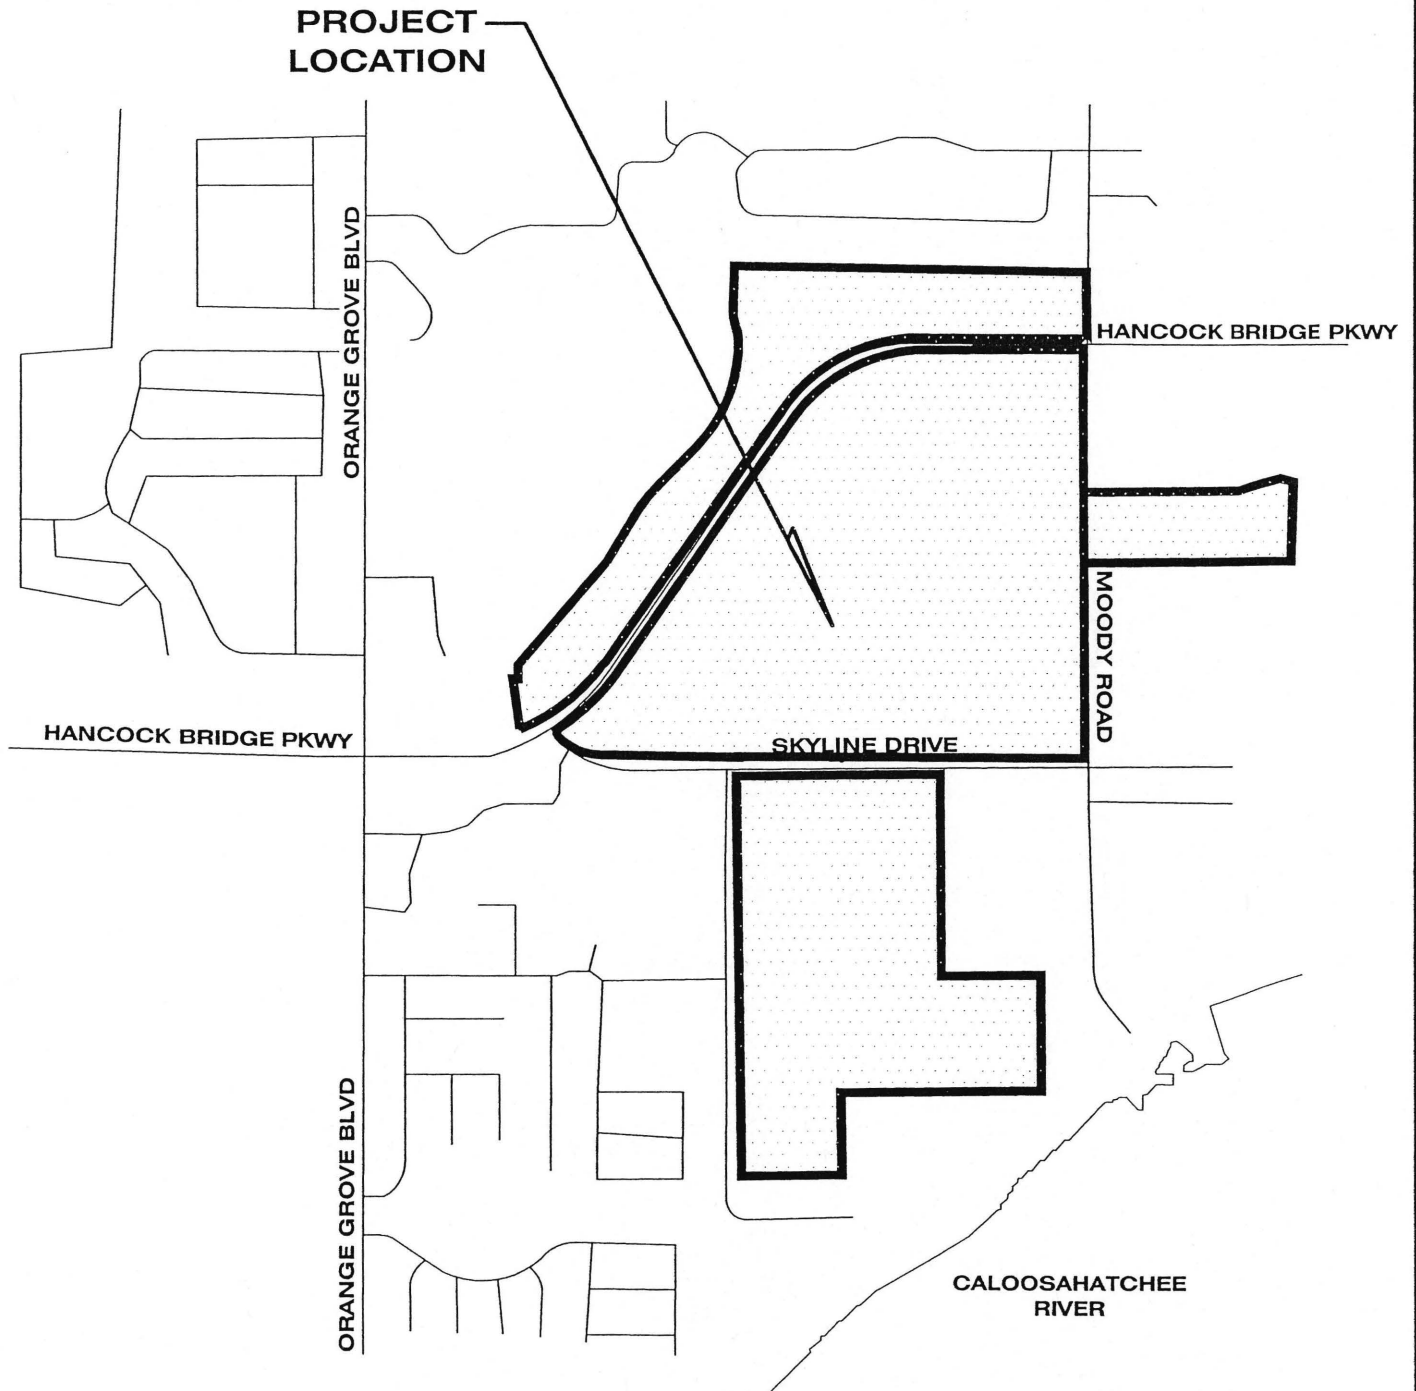 PROJECT
LOCATION
ORANGE GROVE BLVD
HANCOCK BRIDGE PKWY
MOODY ROAD
HANCOCK BRIDGE PKWY
SKYLINE DRIVE
ORANGE GROVE BLVD
CALOOSAHATCHEE
RIVER